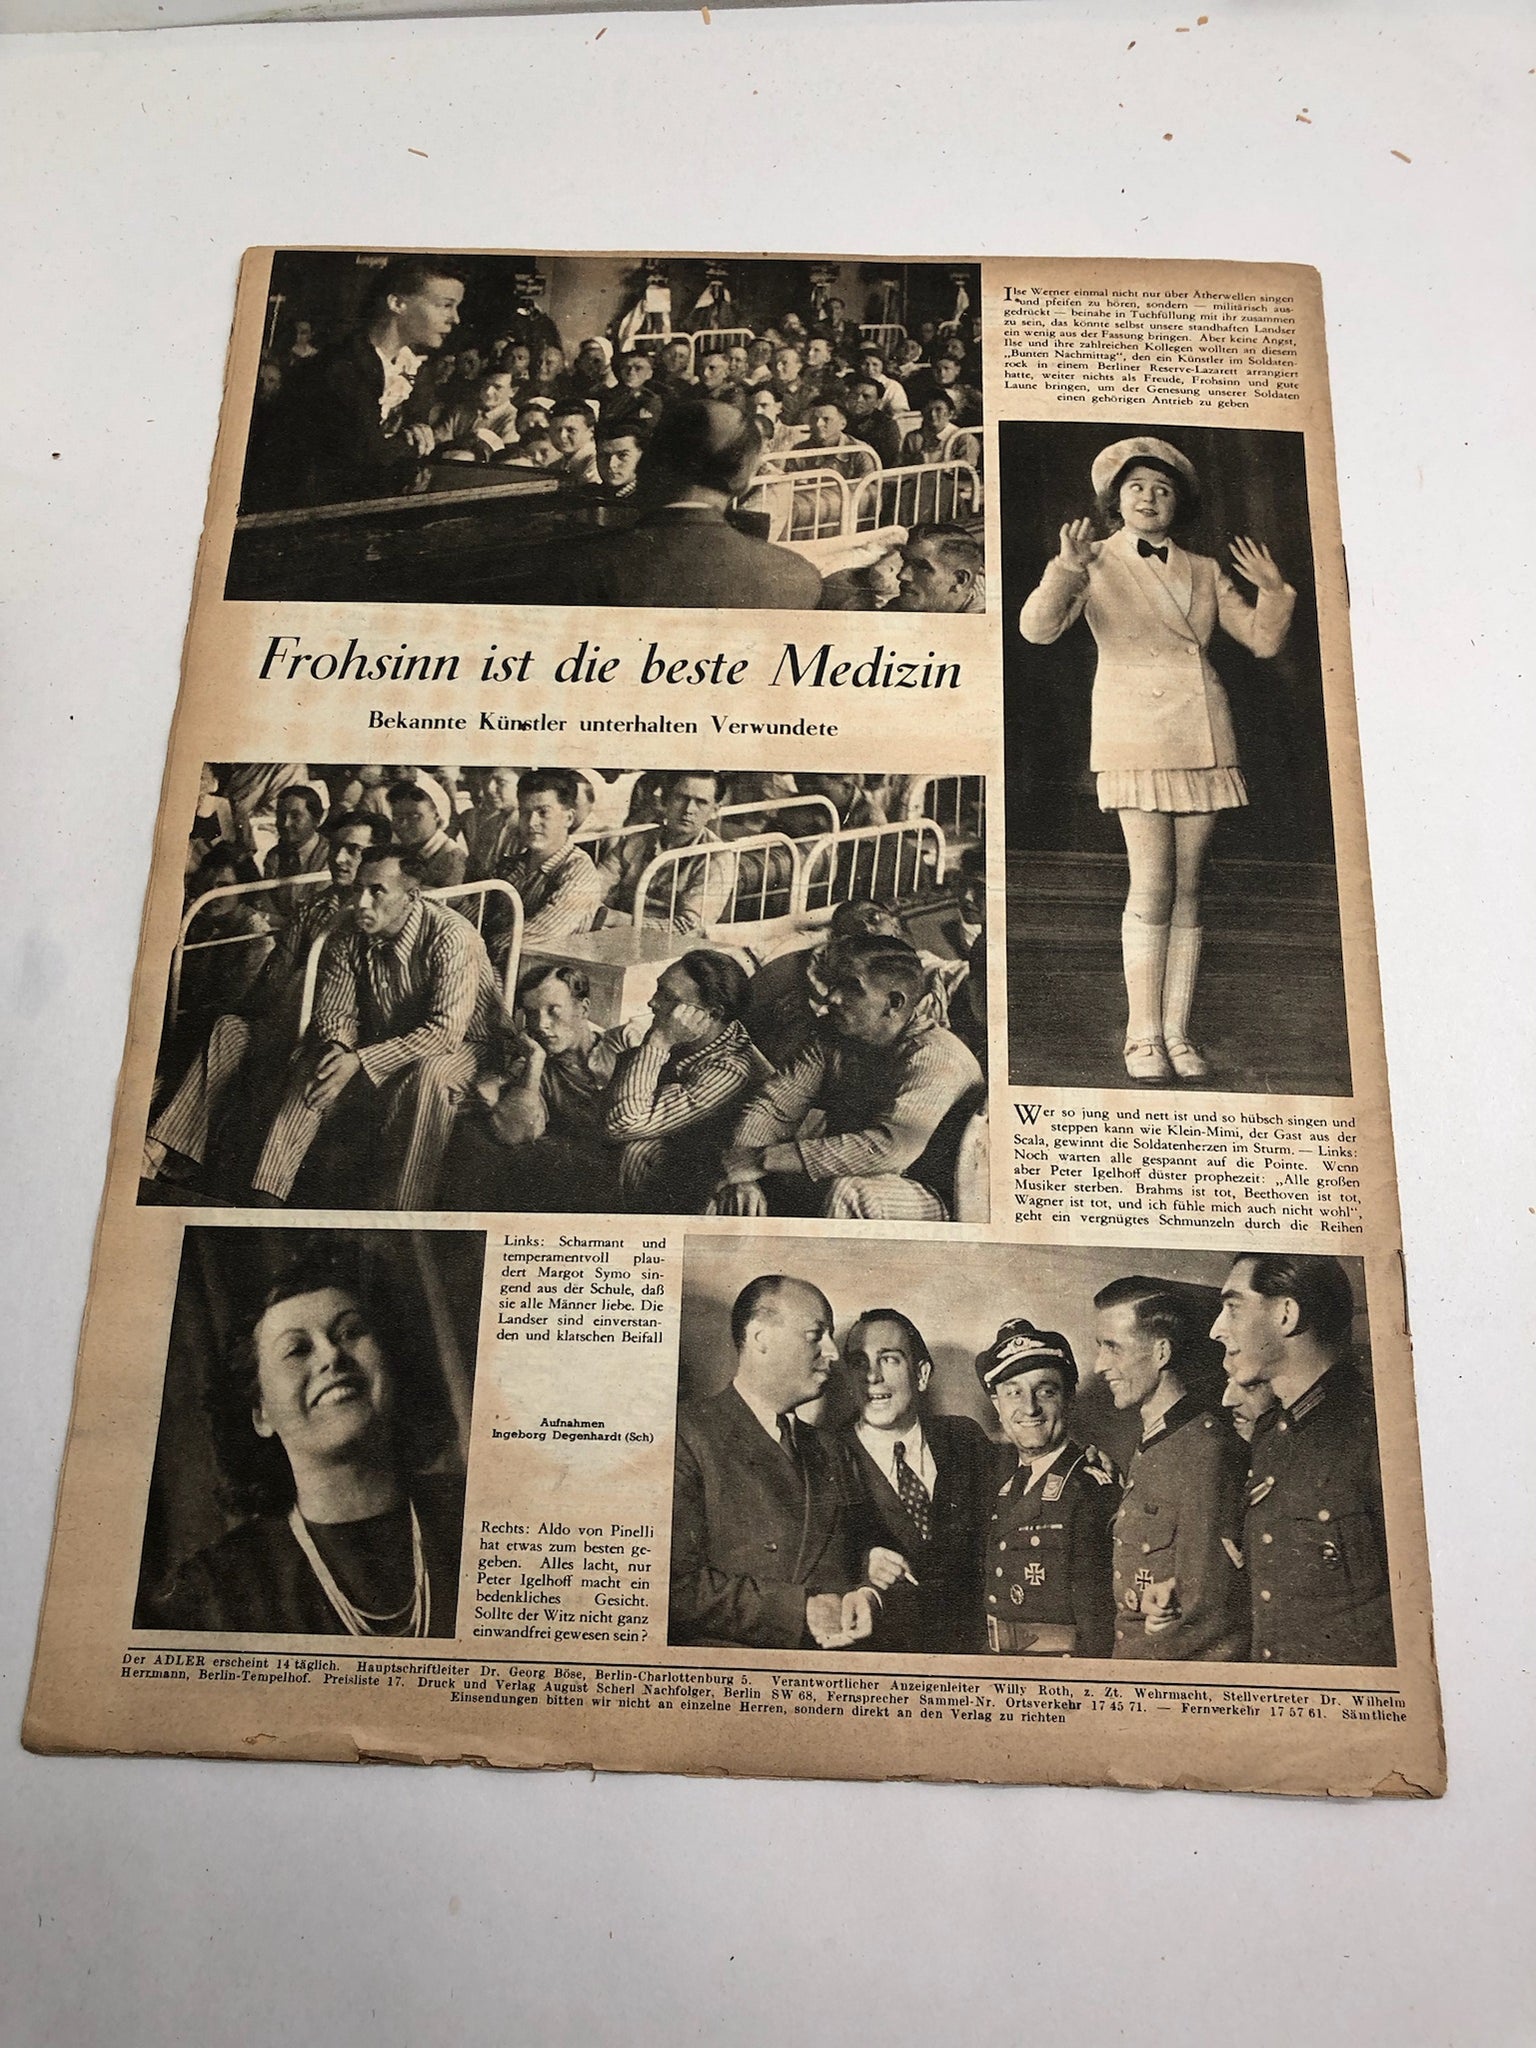 Ilse Werner einmal nicht nur über Ätherwellen singen
und pfeifen zu hören, sondern — militärisch aus-
gedrückt — beinahe in Tuchfüllung mit ihr zusammen
zu sein, das könnte selbst unsere standhaften Landser
ein wenig aus der Fassung bringen. Aber keine Angst,
Ilse und ihre zahlreichen Kollegen wollten an diesem
„Bunten Nachmittag“, den ein Künstler im Soldaten-
rock in einem Berliner Reserve-Lazarett arrangiert
hatte, weiter nichts als Freude, Frohsinn und gute
Laune bringen, um der Genesung unserer Soldaten
einen gehörigen Antrieb zu geben
Frohsinn ist die beste Medizin
Bekannte Künstler unterhalten Verwundete
Wer so jung und nett ist und so hübsch singen und
steppen kann wie Klein-Mimi, der Gast aus der
Scala, gewinnt die Soldatenherzen im Sturm. — Links:
Noch warten alle gespannt auf die Pointe. Wenn
aber Peter Igelhoff düster prophezeit: „Alle großen
Musiker sterben. Brahms ist tot, Beethoven ist tot,
Wagner ist tot, und ich fühle mich auch nicht wohl“,
geht ein vergnügtes Schmunzeln durch die Reihen
Links: Scharmant und
temperamentvoll plau-
dert Margot Symo sin-
gend aus der Schule, daß
sie alle Männer liebe. Die
Landser sind einverstan-
den und klatschen Beifall
Aufnahmen
Ingeborg Degenhardt (Sch)
Rechts: Aldo von Pinelli
hat etwas zum besten ge-
geben. Alles lacht, nur
Peter Igelhoff macht ein
bedenkliches Gesicht.
Sollte der Witz nicht ganz
einwandfrei gewesen sein?
Der ADLER erscheint 14 täglich. Hauptschriftleiter Dr. Georg Böse, Berlin-Charlottenburg 5. Verantwortlicher Anzeigenleiter Willy Roth, z. Zt. Wehrmacht, Stellvertreter Dr. Wilhelm
Herrmann, Berlin-Tempelhof. Preisliste 17. Druck und Verlag August Scherl Nachfolger, Berlin SW 68, Fernsprecher Sammel-Nr. Ortsverkehr 17 45 71. — Fernverkehr 17 57 61. Sämtliche
Einsendungen bitten wir nicht an einzelne Herren, sondern direkt an den Verlag zu richten